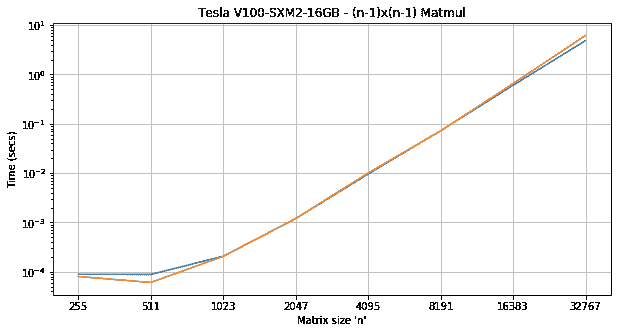 Tesla V100-SXM2-16GB - (n-1)x(n-1) Matmul
10¹
10⁰
10⁻¹
10⁻²
10⁻³
10⁻⁴
Time (secs)
255 511 1023 2047 4095 8191 16383 32767
Matrix size 'n'